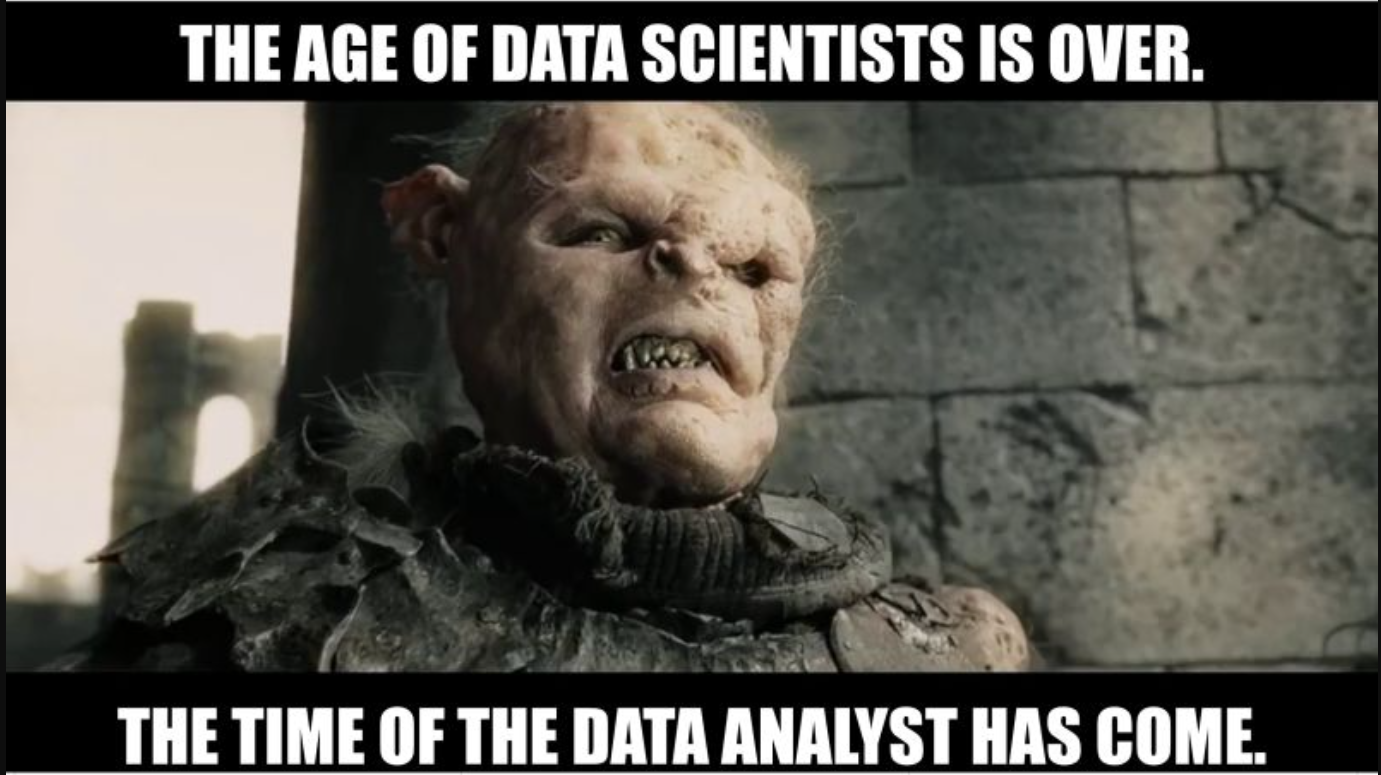 THE AGE OF DATA SCIENTISTS IS OVER.
THE TIME OF THE DATA ANALYST HAS COME.